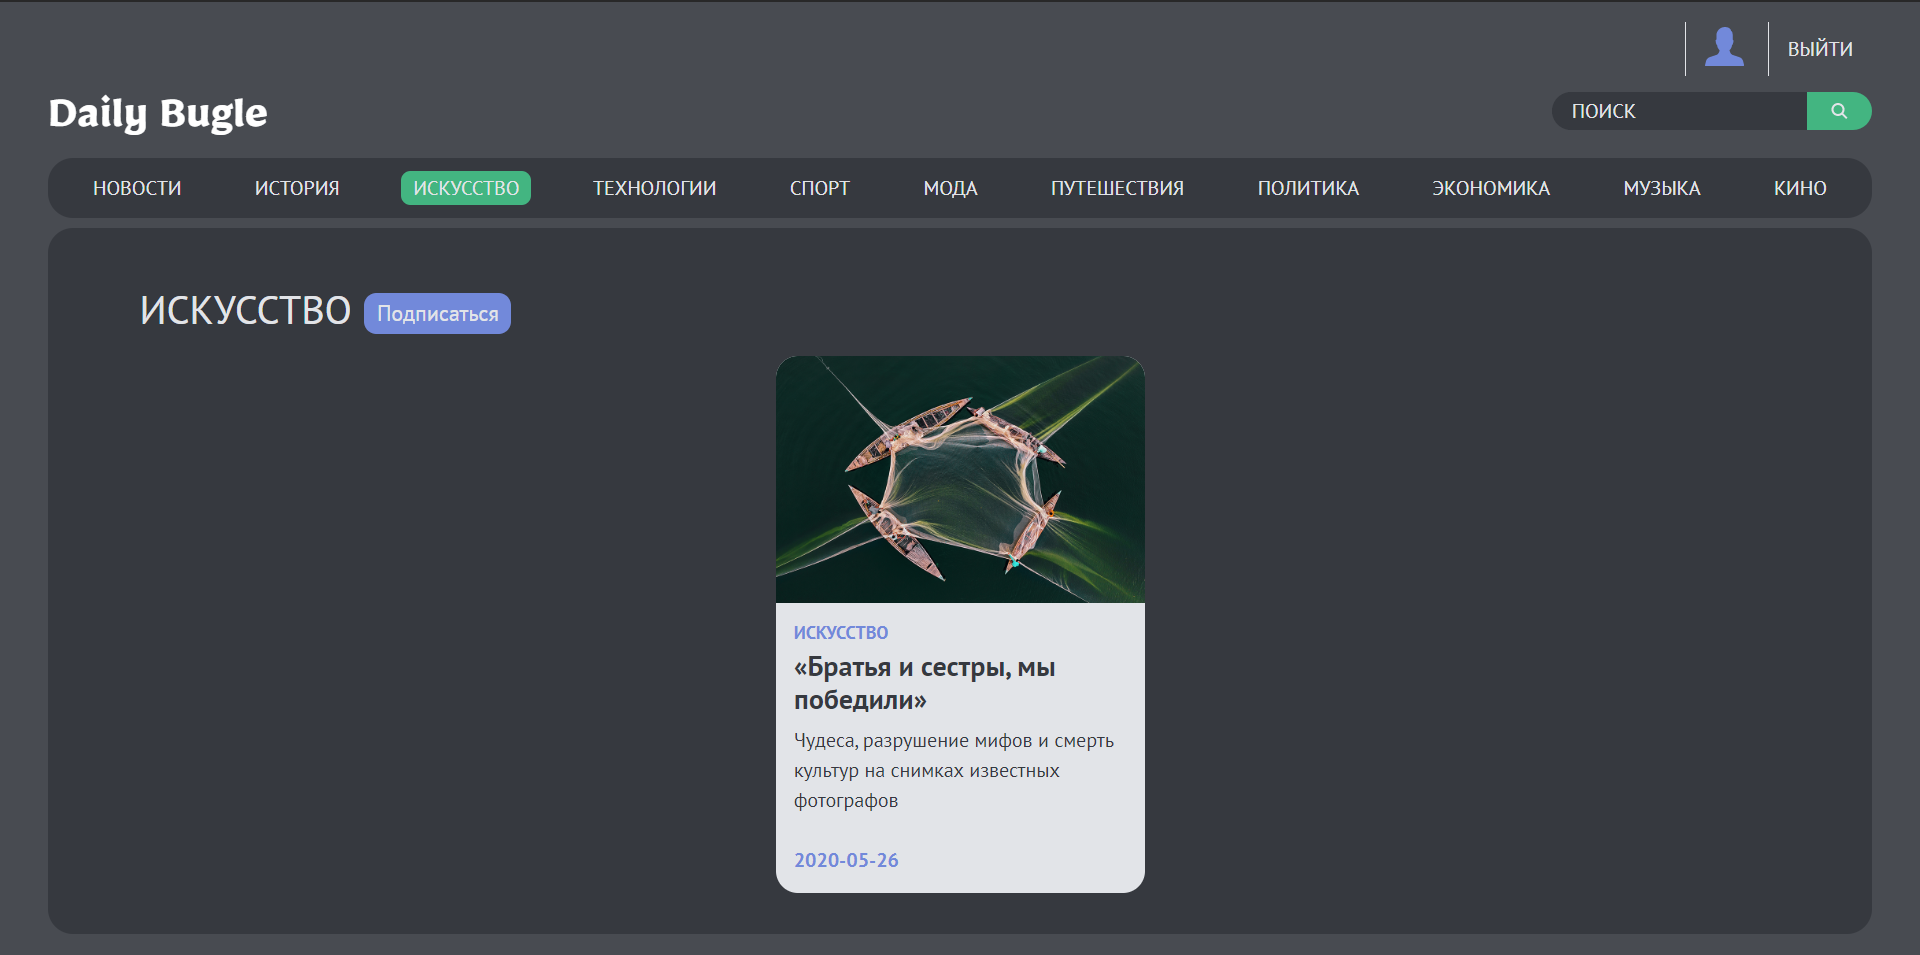 ВЫЙТИ
Daily Bugle
ПОИСК
НОВОСТИ ИСТОРИЯ ИСКУССТВО ТЕХНОЛОГИИ СПОРТ МОДА ПУТЕШЕСТВИЯ ПОЛИТИКА ЭКОНОМИКА МУЗЫКА КИНО
ИСКУССТВО Подписаться
ИСКУССТВО
«Братья и сестры, мы
победили»
Чудеса, разрушение мифов и смерть
культур на снимках известных
фотографов
2020-05-26